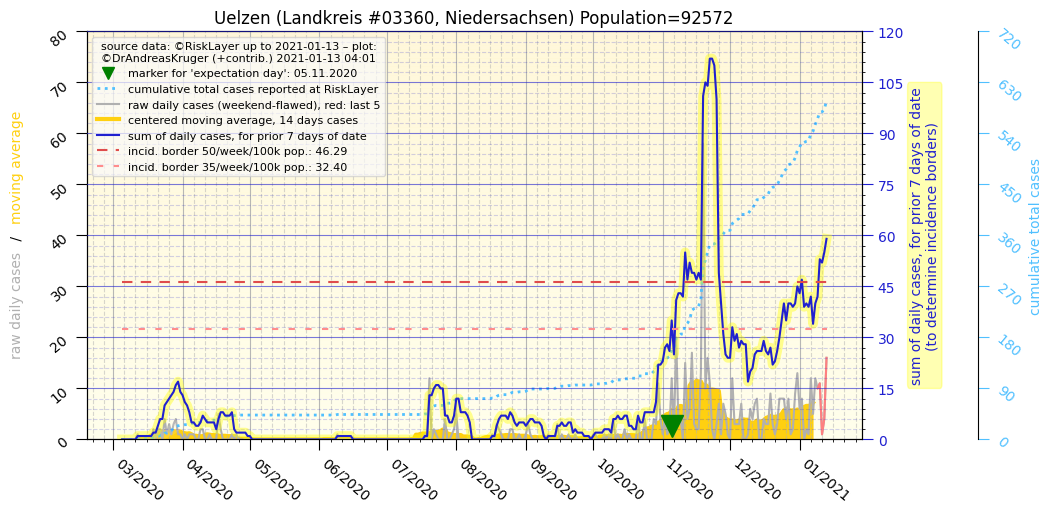 Uelzen (Landkreis #03360, Niedersachsen) Population=92572
source data: ©RiskLayer up to 2021-01-13 – plot:
©DrAndreasKruger (+contrib.) 2021-01-13 04:01
marker for 'expectation day': 05.11.2020
cumulative total cases reported at RiskLayer
raw daily cases (weekend-flawed), red: last 5
centered moving average, 14 days cases
sum of daily cases, for prior 7 days of date
incid. border 50/week/100k pop.: 46.29
incid. border 35/week/100k pop.: 32.40
raw daily cases / moving average
80
70
60
50
40
30
20
10
0
03/2020
04/2020
05/2020
06/2020
07/2020
08/2020
09/2020
10/2020
11/2020
12/2020
01/2021
120
105
90
75
60
45
30
15
0
sum of daily cases, for prior 7 days of date
(to determine incidence borders)
720
630
540
450
360
270
180
90
0
cumulative total cases